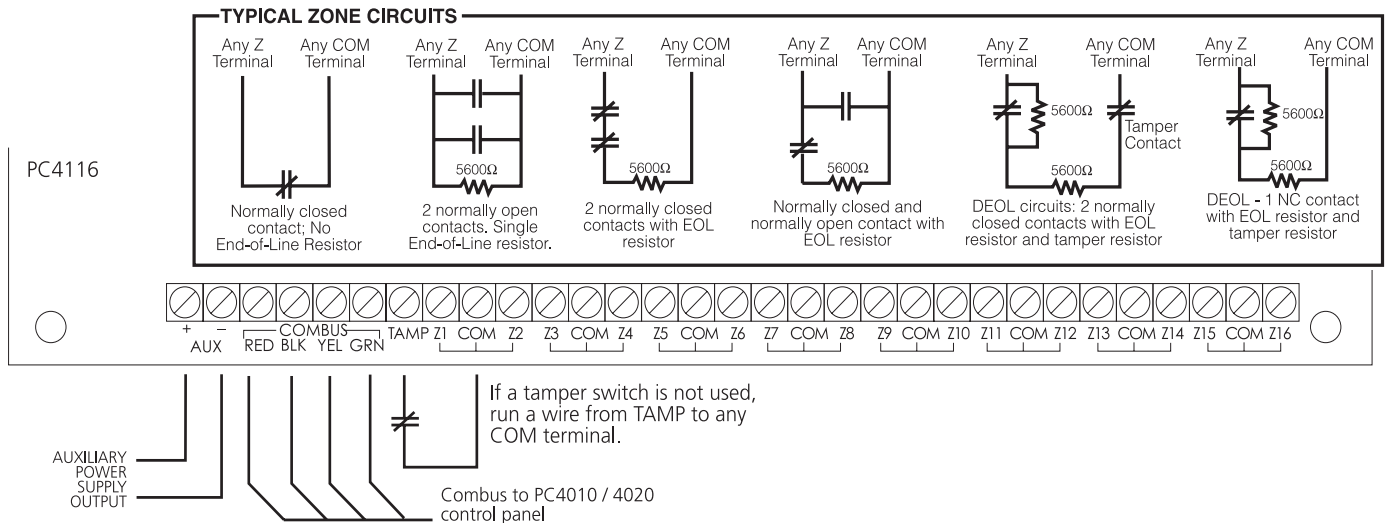 TYPICAL ZONE CIRCUITS
Any Z Terminal
Any COM Terminal
Any Z Terminal
Any COM Terminal
Any Z Terminal
Any COM Terminal
Any Z Terminal
Any COM Terminal
Any Z Terminal
Any COM Terminal
Any Z Terminal
Any COM Terminal
5600Ω
5600Ω
5600Ω
5600Ω
Tamper
Contact
5600Ω
5600Ω
5600Ω
PC4116
Normally closed
contact; No
End-of-Line Resistor
2 normally open
contacts. Single
End-of-Line resistor.
2 normally closed
contacts with EOL
resistor
Normally closed and
normally open contact with
EOL resistor
DEOL circuits: 2 normally
closed contacts with EOL
resistor and tamper resistor
DEOL - 1 NC contact
with EOL resistor and
tamper resistor
+ –
AUX
COMBUS
RED BLK YEL GRN
TAMP Z1 COM Z2 Z3 COM Z4 Z5 COM Z6 Z7 COM Z8 Z9 COM Z10 Z11 COM Z12 Z13 COM Z14 Z15 COM Z16
If a tamper switch is not used,
run a wire from TAMP to any
COM terminal.
AUXILIARY
POWER
SUPPLY
OUTPUT
Combus to PC4010 / 4020
control panel